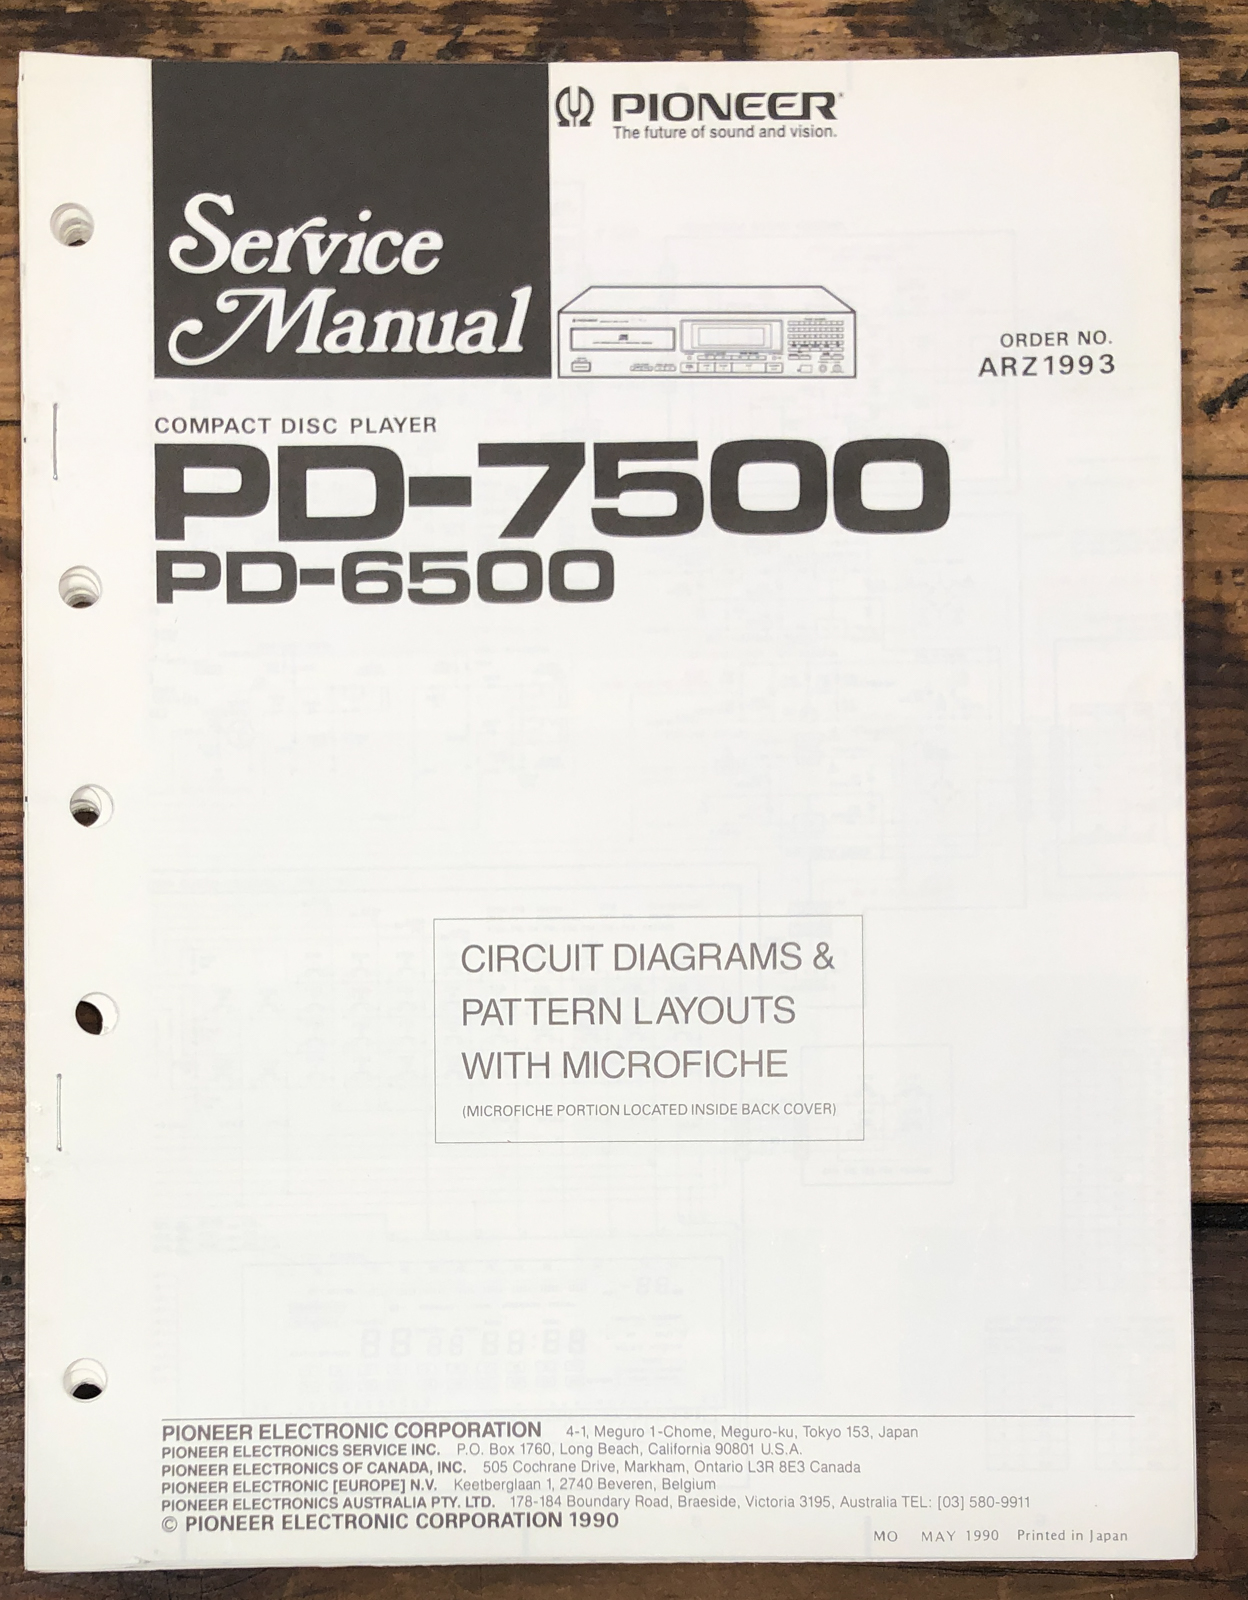 Service
Manual
PIONEER
The future of sound and vision.
ORDER NO.
ARZ1993
COMPACT DISC PLAYER
PD-7500
PD-6500
CIRCUIT DIAGRAMS &
PATTERN LAYOUTS
WITH MICROFICHE
(MICROFICHE PORTION LOCATED INSIDE BACK COVER)
PIONEER ELECTRONIC CORPORATION 4-1, Meguro 1-Chome, Meguro-ku, Tokyo 153, Japan
PIONEER ELECTRONICS SERVICE INC. P.O. Box 1760, Long Beach, California 90801 U.S.A.
PIONEER ELECTRONICS OF CANADA, INC. 505 Cochrane Drive, Markham, Ontario L3R 8E3 Canada
PIONEER ELECTRONIC [EUROPE] N.V. Keetberglaan 1, 2740 Beveren, Belgium
PIONEER ELECTRONICS AUSTRALIA PTY. LTD. 178-184 Boundary Road, Braeside, Victoria 3195, Australia TEL: [03] 580-9911
© PIONEER ELECTRONIC CORPORATION 1990
MO MAY 1990 Printed in Japan